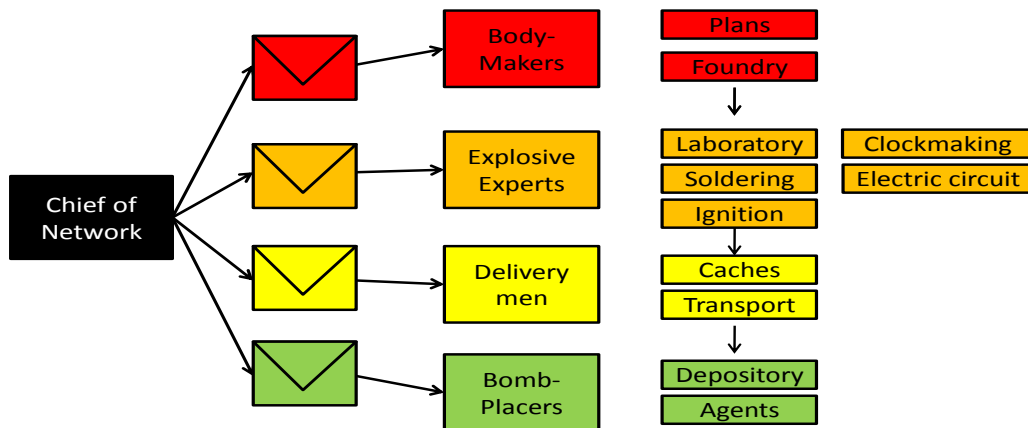 Chief of
Network
Body-
Makers
Explosive
Experts
Delivery
men
Bomb-
Placers
Plans
Foundry
Laboratory
Clockmaking
Soldering
Electric circuit
Ignition
Caches
Transport
Depository
Agents